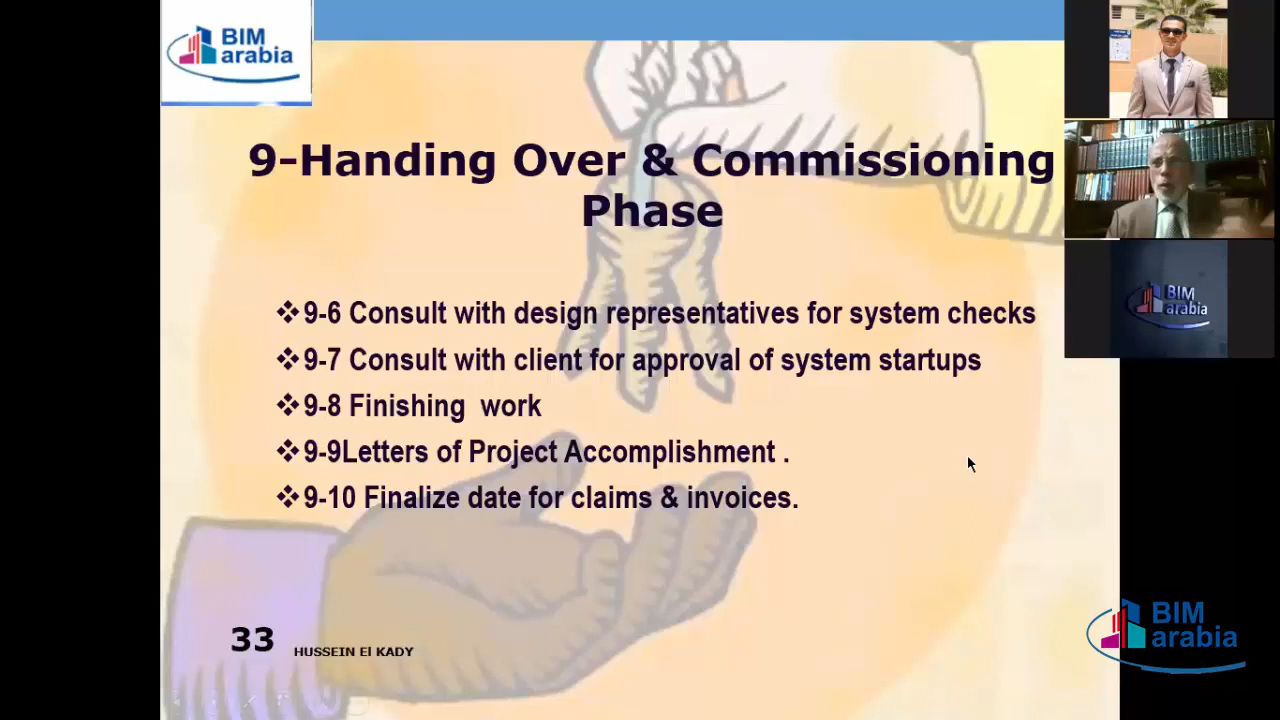 BIM
arabia
9-Handing Over & Commissioning
Phase
9-6 Consult with design representatives for system checks
9-7 Consult with client for approval of system startups
9-8 Finishing work
9-9Letters of Project Accomplishment .
9-10 Finalize date for claims & invoices.
33
HUSSEIN El KADY
BIM
arabia
BIM
arabia